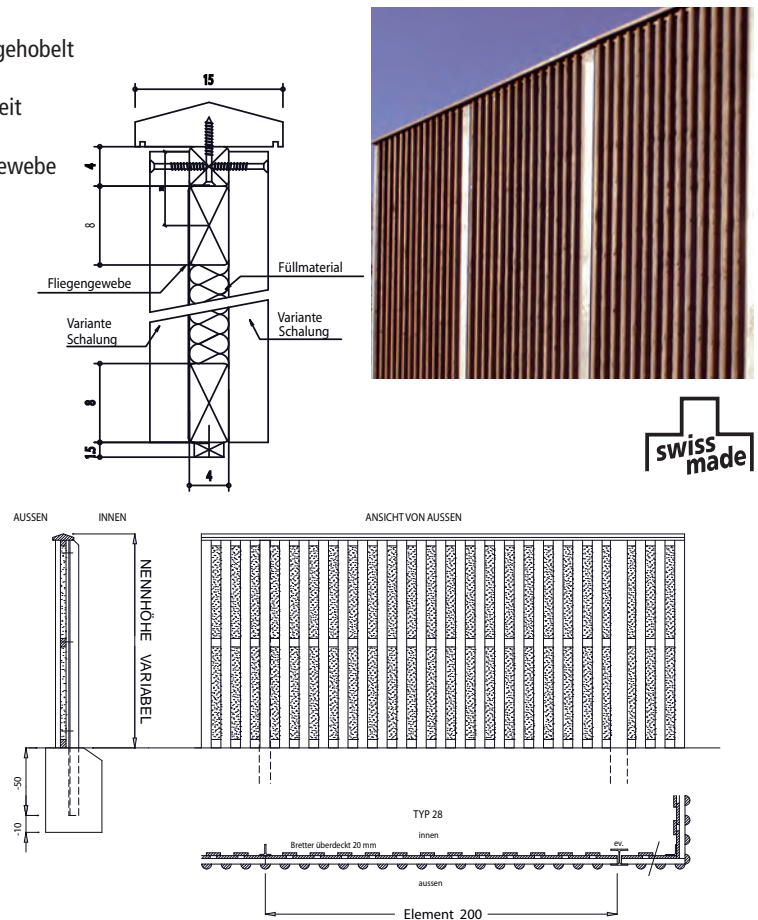 gehobelt
eit
ewebe
15
4
8
Fliegengewebe
Füllmaterial
Variante
Schalung
Variante
Schalung
8
15
4
swiss
made
AUSSEN
INNEN
ANSICHT VON AUSSEN
NENNHÖHE VARIABEL
-50
-10
TYP 28
innen
Bretter überdeckt 20 mm
ev.
aussen
Element 200